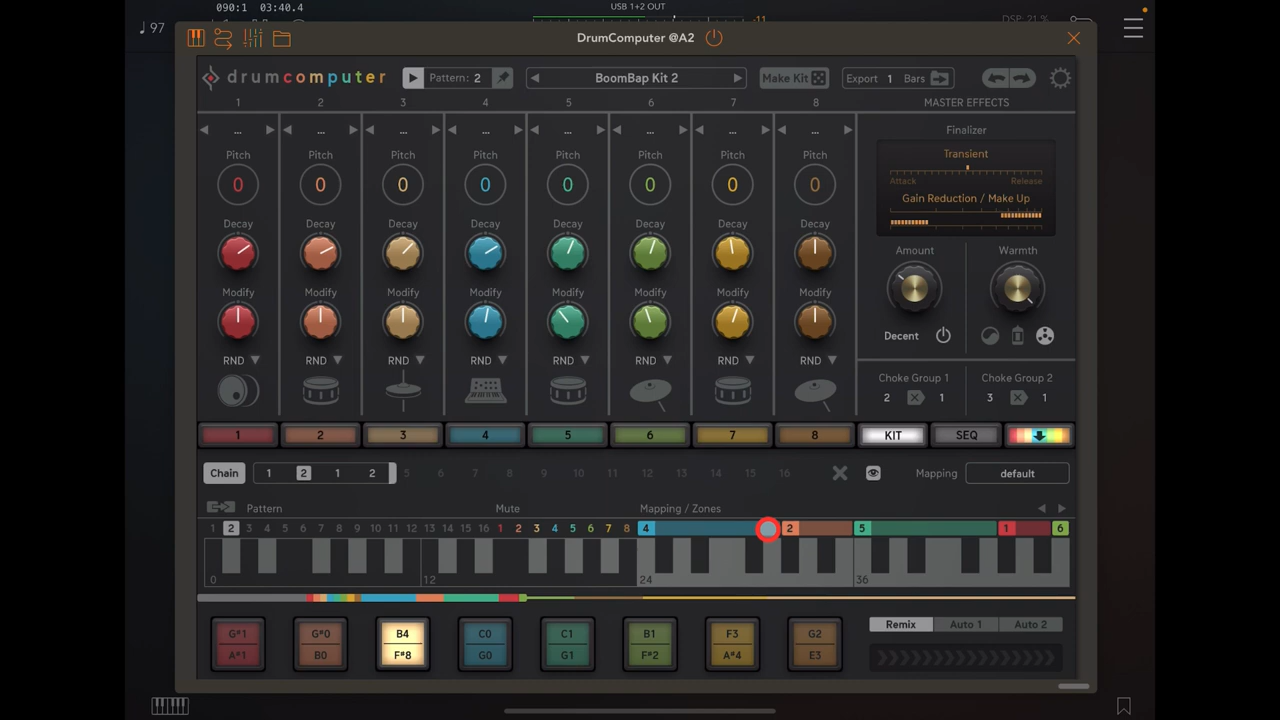 090:1 03:40.4
USB 1+2 OUT
-11
DSP: 21 %
♩ 97
DrumComputer @A2
drumcomputer
Pattern: 2
BoomBap Kit 2
Make Kit
Export 1 Bars
1 2 3 4 5 6 7 8 MASTER EFFECTS
... ... ... ... ... ... ... ... Finalizer
Pitch Pitch Pitch Pitch Pitch Pitch Pitch Pitch
Transient
0 0 0 0 0 0 0 0
Attack Release
Gain Reduction / Make Up
Decay Decay Decay Decay Decay Decay Decay Decay
Amount Warmth
Modify Modify Modify Modify Modify Modify Modify Modify
Decent
RND RND RND RND RND RND RND RND
Choke Group 1 Choke Group 2
2 X 1 3 X 1
1 2 3 4 5 6 7 8 KIT SEQ
Chain 1 2 1 2 5 6 7 8 9 10 11 12 13 14 15 16 Mapping default
Pattern Mute Mapping / Zones
1 2 3 4 5 6 7 8 9 10 11 12 13 14 15 16 1 2 3 4 5 6 7 8 4 2 5 1 6
0 12 24 36
G#1 G#0 B4 C0 C1 B1 F3 G2
A#1 B0 F#8 G0 G1 F#2 A#4 E3
Remix Auto 1 Auto 2